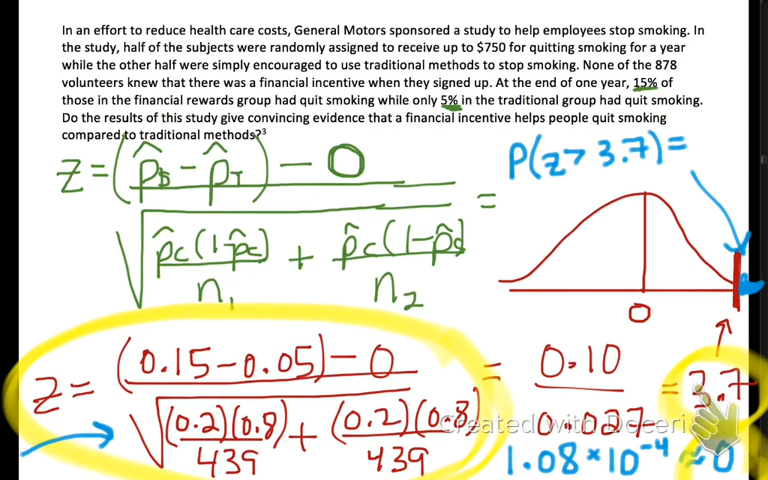 In an effort to reduce health care costs, General Motors sponsored a study to help employees stop smoking. In
the study, half of the subjects were randomly assigned to receive up to $750 for quitting smoking for a year
while the other half were simply encouraged to use traditional methods to stop smoking. None of the 878
volunteers knew that there was a financial incentive when they signed up. At the end of one year, 15% of
those in the financial rewards group had quit smoking while only 5% in the traditional group had quit smoking.
Do the results of this study give convincing evidence that a financial incentive helps people quit smoking
compared to traditional methods?³
P(z > 3.7) =
z = (p̂$ - p̂T) - 0 / √(p̂c(1-p̂c)/n₁ + p̂c(1-p̂c)/n₂) =
0
z = (0.15 - 0.05) - 0 / √((0.2)(0.8)/439 + (0.2)(0.8)/439) = 0.10 / 0.027 = 3.7
Created with Doceri
1.08 * 10⁻⁴ ≈ 0